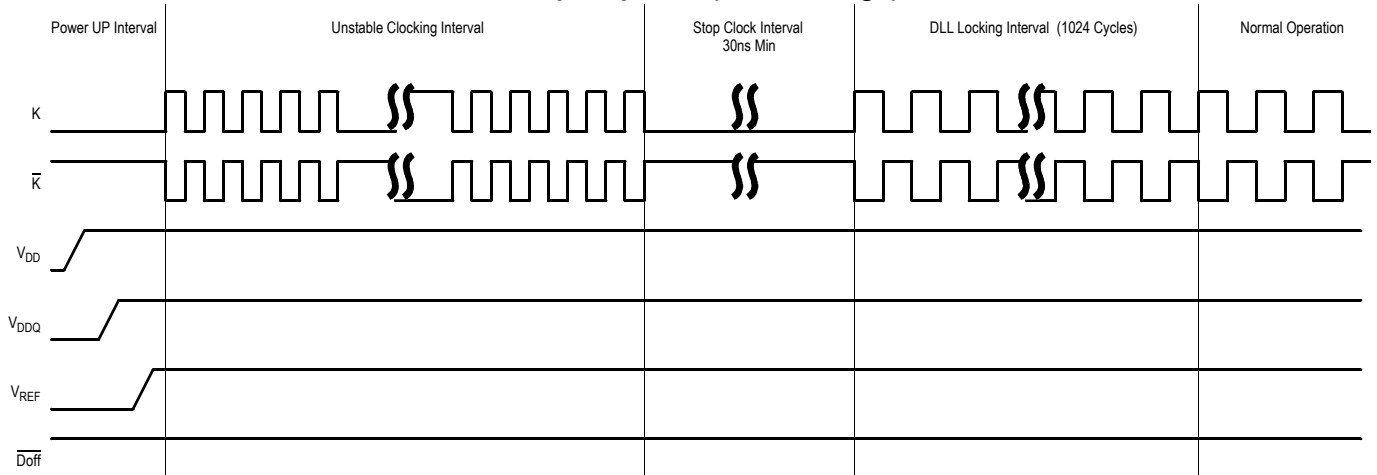 Power UP Interval
Unstable Clocking Interval
Stop Clock Interval
30ns Min
DLL Locking Interval (1024 Cycles)
Normal Operation
K
K̅
VDD
VDDQ
VREF
D̅o̅f̅f̅